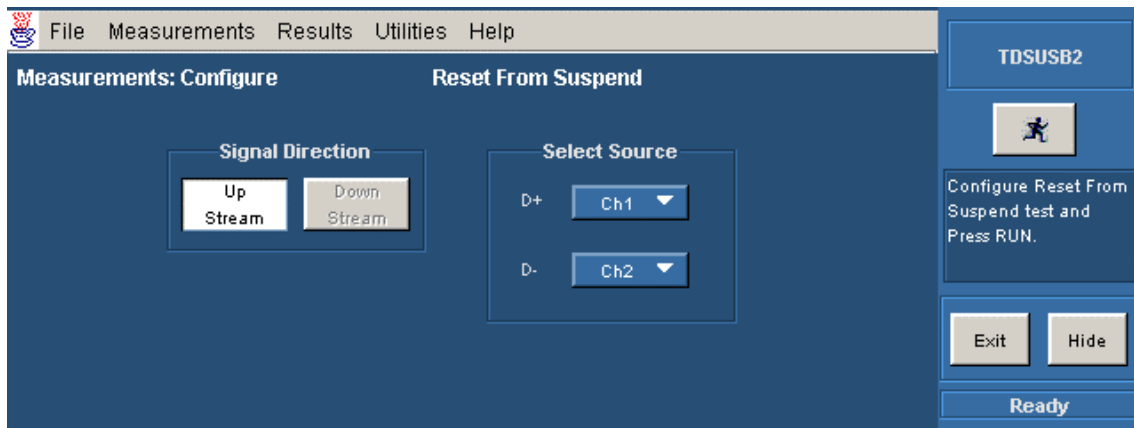 File Measurements Results Utilities Help
Measurements: Configure
Reset From Suspend
Signal Direction
Up
Stream
Down
Stream
Select Source
D+
Ch1
D-
Ch2
TDSUSB2
Configure Reset From
Suspend test and
Press RUN.
Exit
Hide
Ready